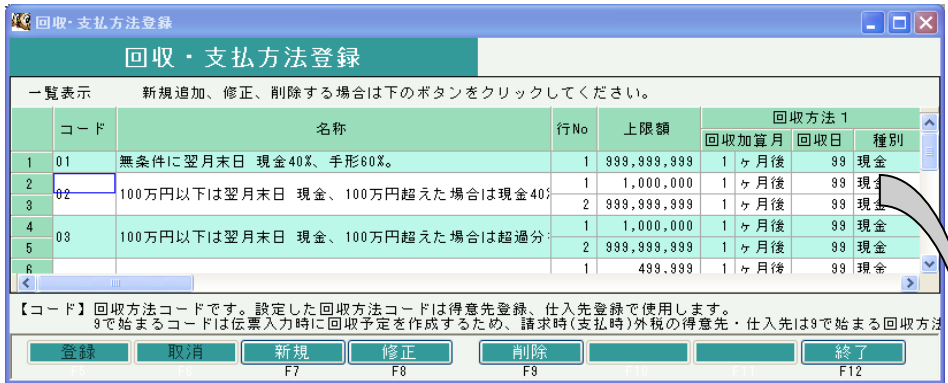 回収・支払方法登録
回収・支払方法登録
一覧表示 新規追加、修正、削除する場合は下のボタンをクリックしてください。
コード 名称 行No 上限額 回収方法1
回収加算月 回収日 種別
1 01 無条件に翌月末日 現金40%、手形60%。 1 999,999,999 1 ヶ月後 99 現金
2 02 100万円以下は翌月末日 現金、100万円超えた場合は現金40% 1 1,000,000 1 ヶ月後 99 現金
3 2 999,999,999 1 ヶ月後 99 現金
4 03 100万円以下は翌月末日 現金、100万円超えた場合は超過分 1 1,000,000 1 ヶ月後 99 現金
5 2 999,999,999 1 ヶ月後 99 現金
6 1 499,999 1 ヶ月後 99 現金
【コード】回収方法コードです。設定した回収方法コードは得意先登録、仕入先登録で使用します。
9で始まるコードは伝票入力時に回収予定を作成するため、請求時(支払時)外税の得意先・仕入先は9で始まる回収方法
登録 取消 新規 修正 削除 終了
F5 F6 F7 F8 F9 F10 F11 F12